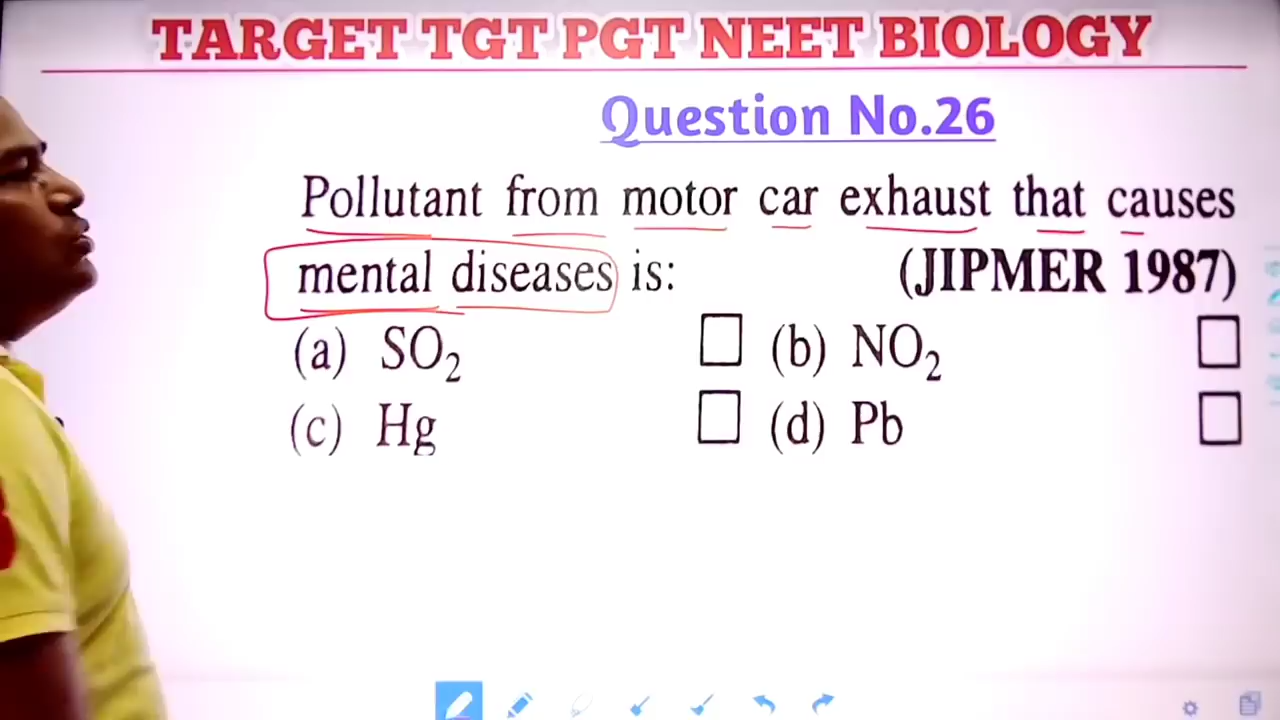 TARGET TGT PGT NEET BIOLOGY
Question No.26
Pollutant from motor car exhaust that causes
mental diseases is: (JIPMER 1987)
(a) SO₂ (b) NO₂
(c) Hg (d) Pb